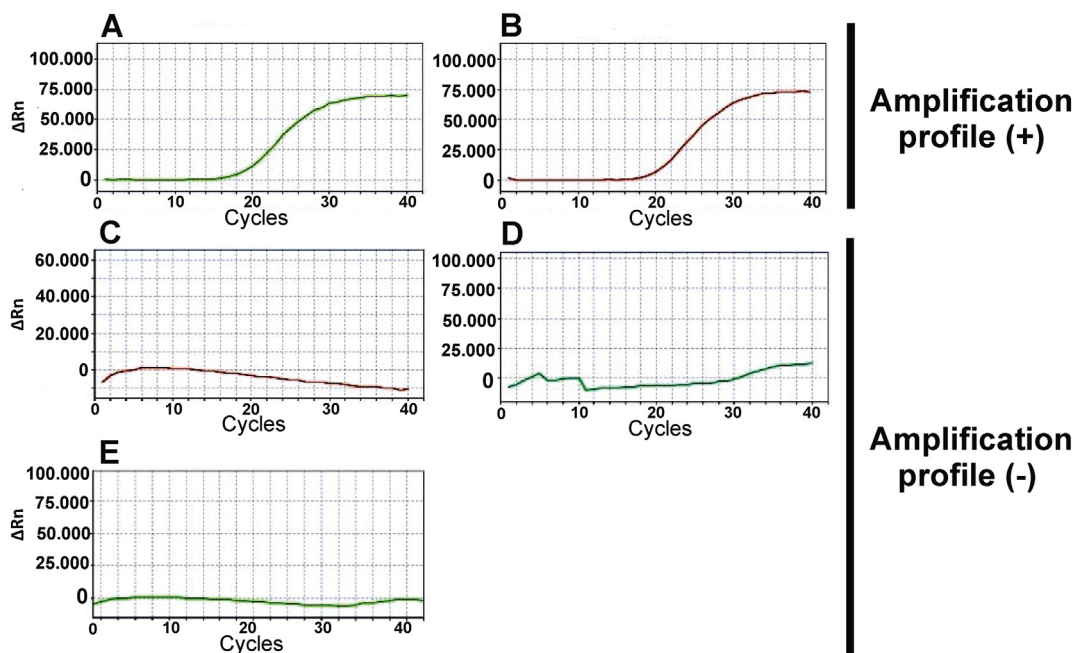 A
ΔRn
100.000
75.000
50.000
25.000
0
0 10 20 30 40
Cycles
B
100.000
75.000
50.000
25.000
0
0 10 20 30 40
Cycles
Amplification
profile (+)
C
ΔRn
60.000
40.000
20.000
0
0 10 20 30 40
Cycles
D
100.000
75.000
50.000
25.000
0
0 10 20 30 40
Cycles
E
ΔRn
100.000
75.000
50.000
25.000
0
0 10 20 30 40
Cycles
Amplification
profile (-)